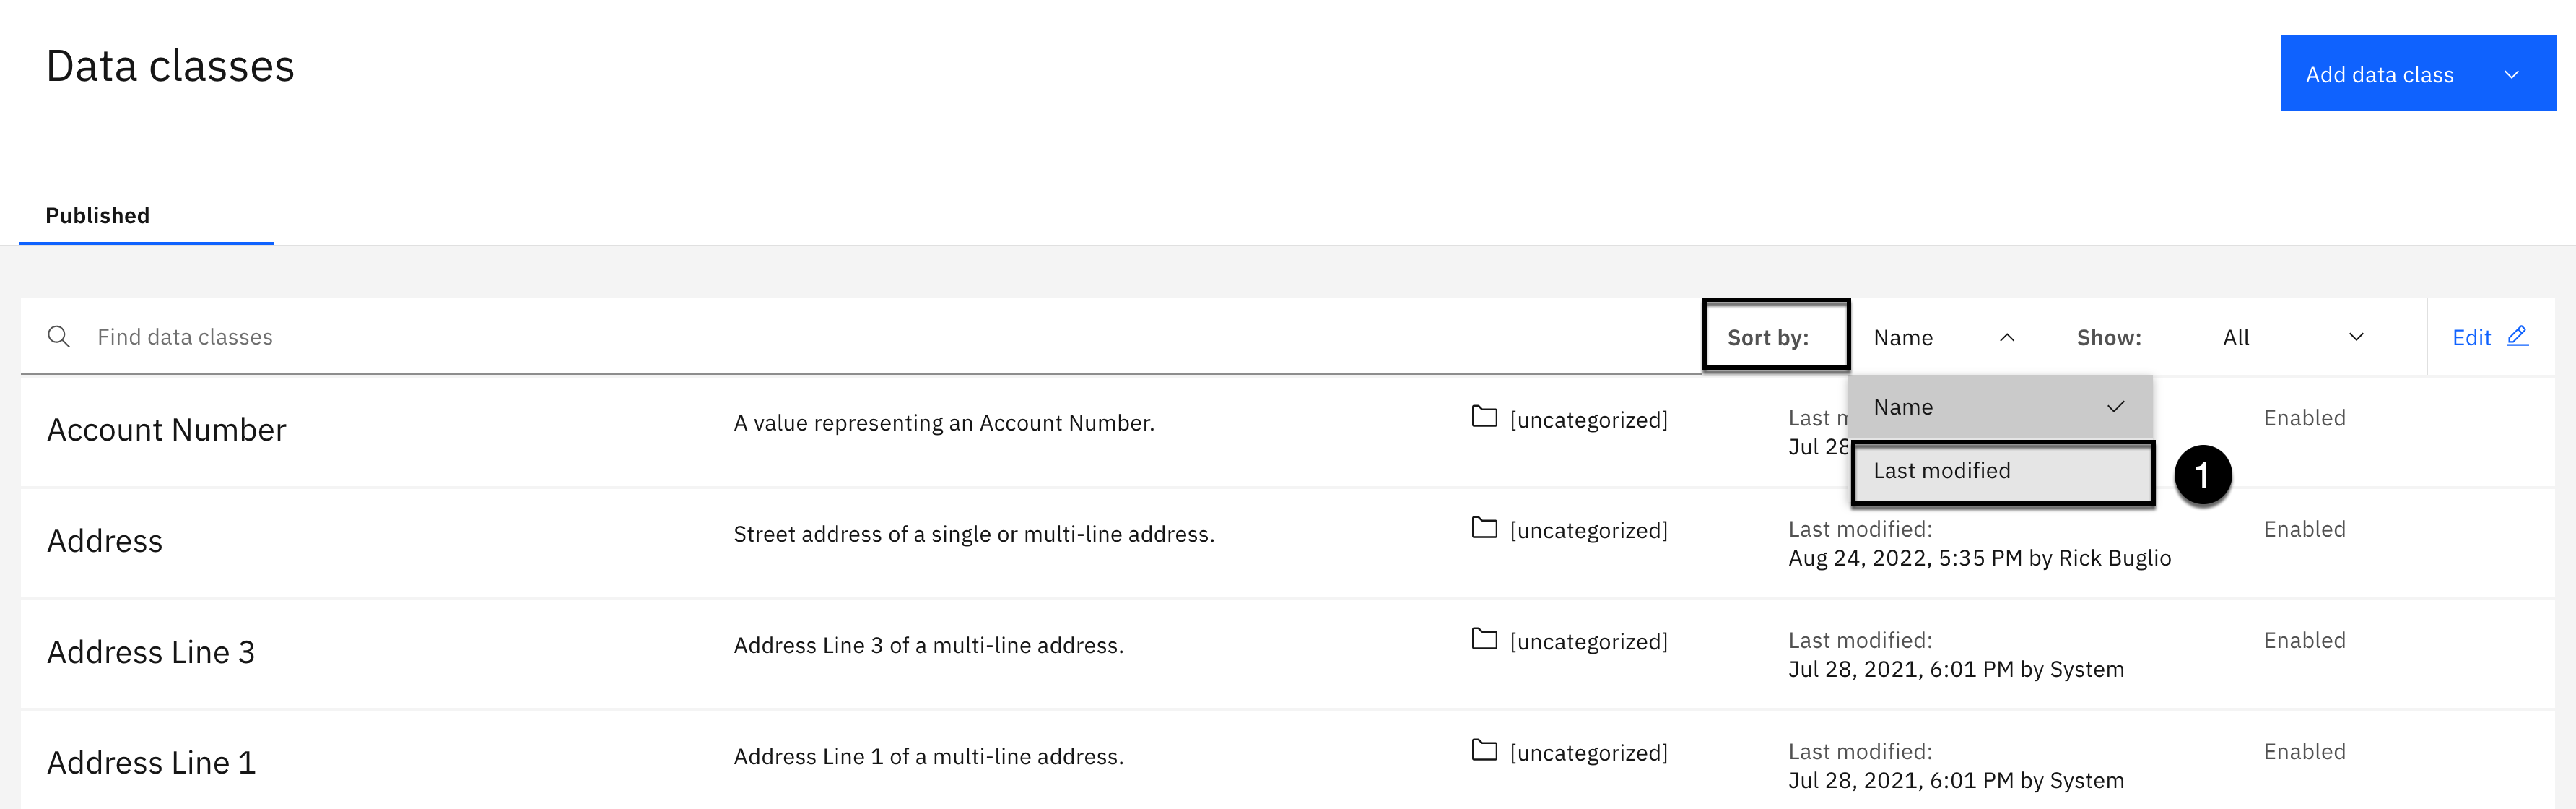 Data classes
Add data class
Published
Find data classes
Sort by:
Name
Show:
All
Edit
Name
Last modified
1
Account Number
A value representing an Account Number.
[uncategorized]
Last m
Jul 28
Enabled
Address
Street address of a single or multi-line address.
[uncategorized]
Last modified:
Aug 24, 2022, 5:35 PM by Rick Buglio
Enabled
Address Line 3
Address Line 3 of a multi-line address.
[uncategorized]
Last modified:
Jul 28, 2021, 6:01 PM by System
Enabled
Address Line 1
Address Line 1 of a multi-line address.
[uncategorized]
Last modified:
Jul 28, 2021, 6:01 PM by System
Enabled